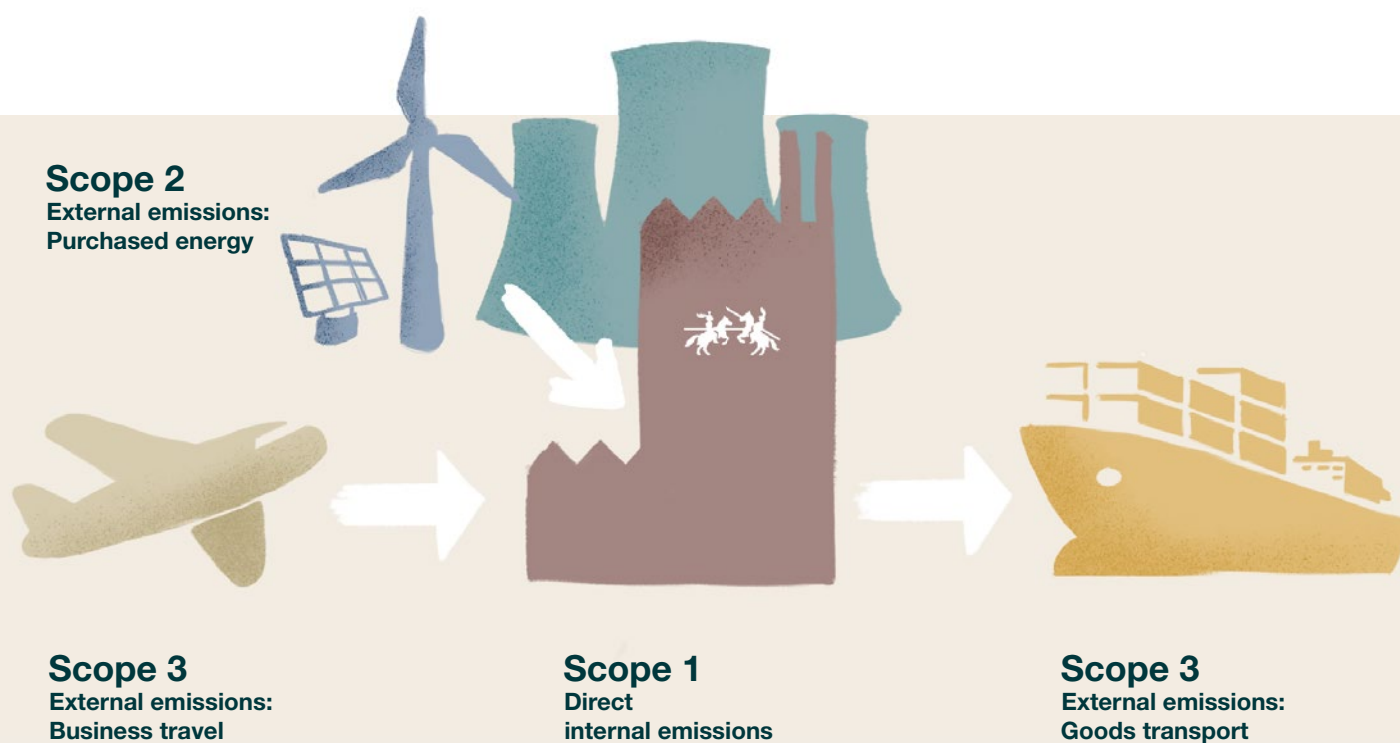 Scope 2
External emissions:
Purchased energy
Scope 3
External emissions:
Business travel
Scope 1
Direct
internal emissions
Scope 3
External emissions:
Goods transport